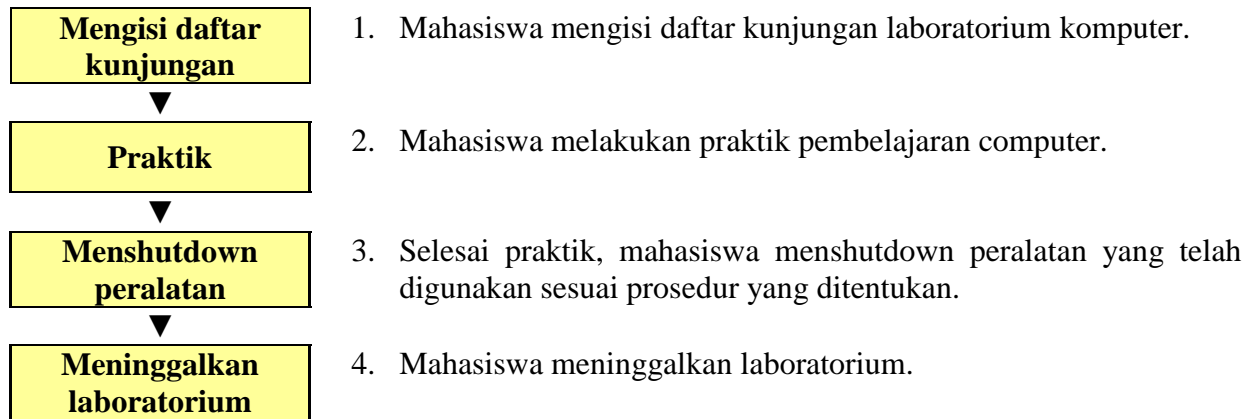 Mengisi daftar
kunjungan
1. Mahasiswa mengisi daftar kunjungan laboratorium komputer.
▼
Praktik
2. Mahasiswa melakukan praktik pembelajaran computer.
▼
Menshutdown
peralatan
3. Selesai praktik, mahasiswa menshutdown peralatan yang telah
digunakan sesuai prosedur yang ditentukan.
▼
Meninggalkan
laboratorium
4. Mahasiswa meninggalkan laboratorium.